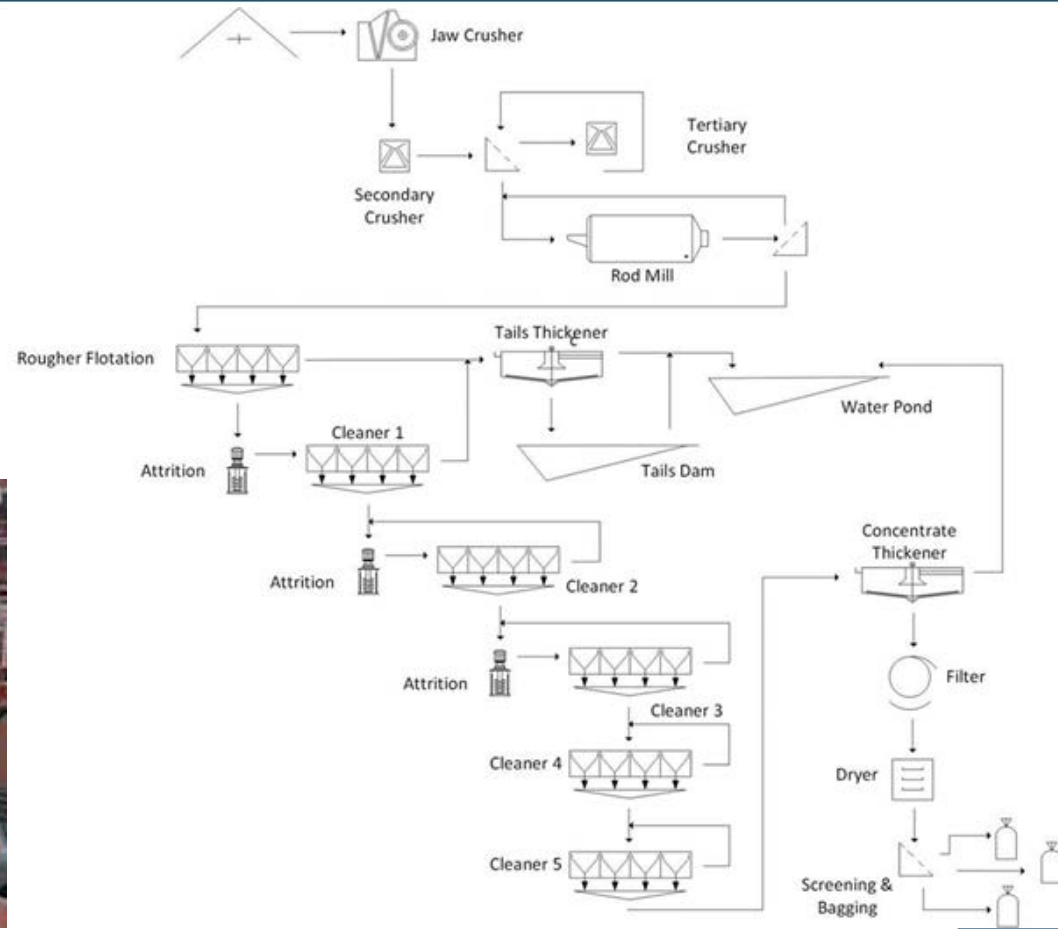 Jaw Crusher
Tertiary
Crusher
Secondary
Crusher
Rod Mill
Tails Thickener
C
Rougher Flotation
Water Pond
Cleaner 1
Attrition
Tails Dam
Concentrate
Thickener
Attrition
Cleaner 2
Attrition
Filter
Cleaner 3
Cleaner 4
Dryer
Cleaner 5
Screening &
Bagging